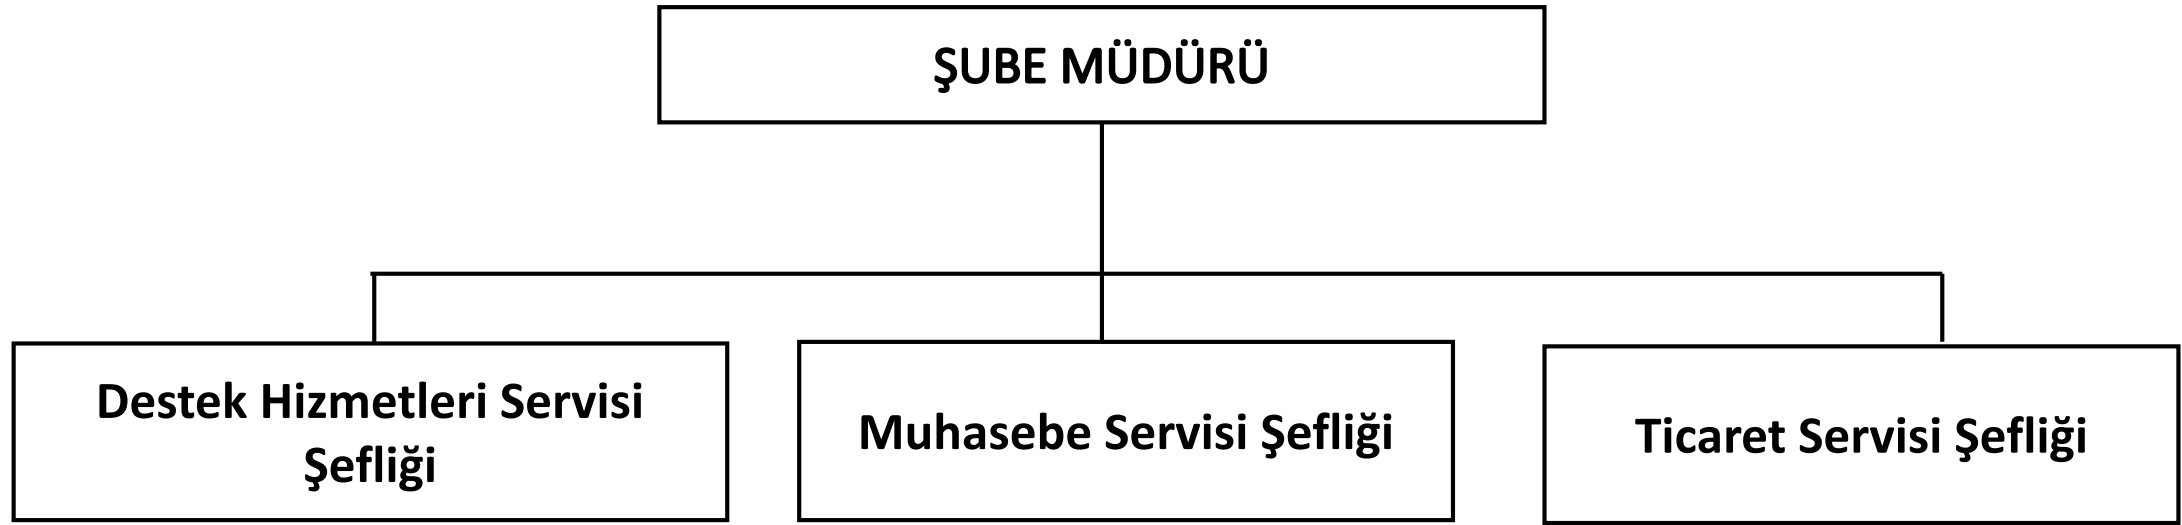 ŞUBE MÜDÜRÜ
Destek Hizmetleri Servisi
Şefliği
Muhasebe Servisi Şefliği
Ticaret Servisi Şefliği